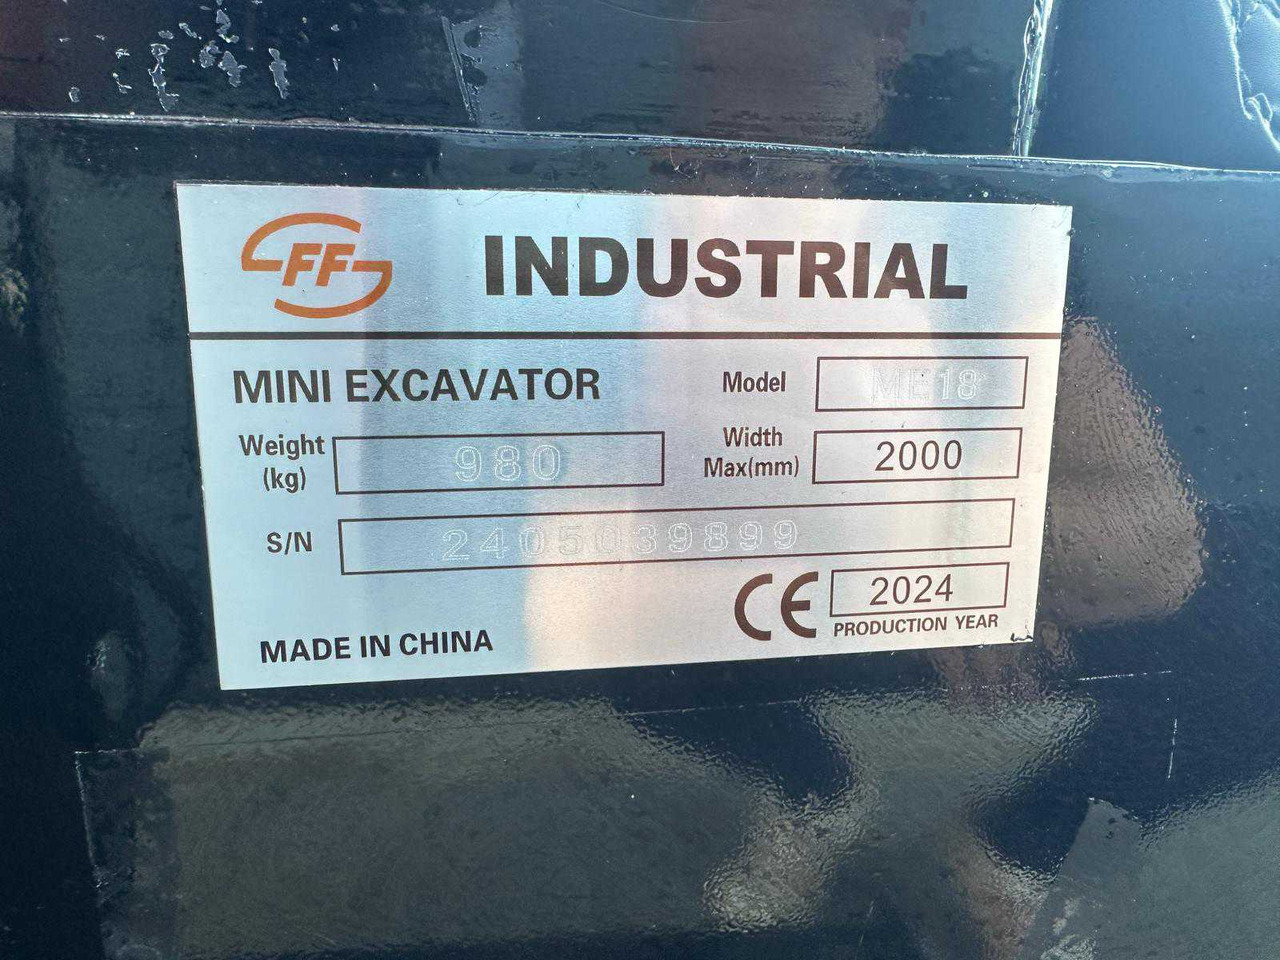 FF INDUSTRIAL
MINI EXCAVATOR
Model ME18
Weight (kg) 980
Width Max(mm) 2000
S/N 2405039899
CE 2024
PRODUCTION YEAR
MADE IN CHINA